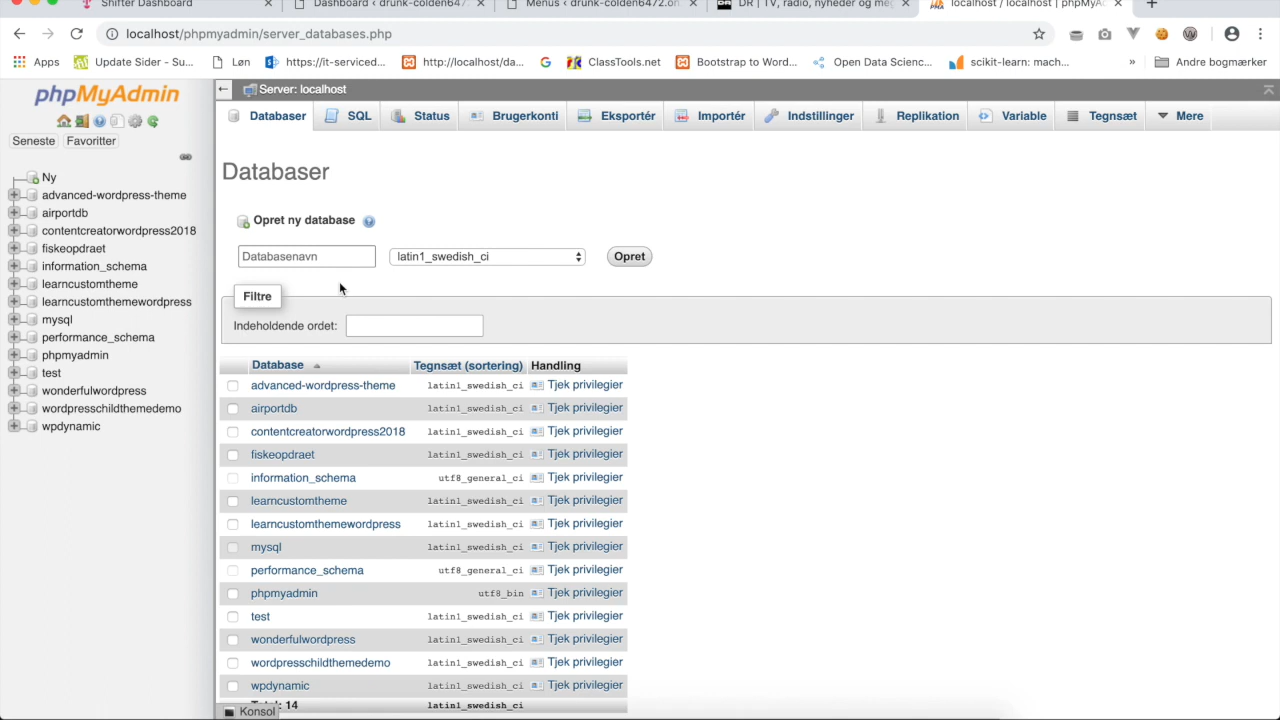 Shifter Dashboard
Dashboard ‹ drunk-colden6472
Menus ‹ drunk-colden6472.on
DR | TV, radio, nyheder og meg
localhost / localhost | phpMyAd
localhost/phpmyadmin/server_databases.php
Apps
Update Sider - Su...
Løn
https://it-serviced...
http://localhost/da...
ClassTools.net
Bootstrap to Wor...
Open Data Scienc...
scikit-learn: mach...
»
Andre bogmærker
phpMyAdmin
Seneste
Favoritter
Ny
advanced-wordpress-theme
airportdb
contentcreatorwordpress2018
fiskeopdraet
information_schema
learncustomtheme
learncustomthemewordpress
mysql
performance_schema
phpmyadmin
test
wonderfulwordpress
wordpresschildthemedemo
wpdynamic
Server: localhost
Databaser
SQL
Status
Brugerkonti
Eksportér
Importér
Indstillinger
Replikation
Variable
Tegnsæt
Mere
Databaser
Opret ny database
Databasenavn
latin1_swedish_ci
Opret
Filtre
Indeholdende ordet:
Database Tegnsæt (sortering) Handling
advanced-wordpress-theme latin1_swedish_ci Tjek privilegier
airportdb latin1_swedish_ci Tjek privilegier
contentcreatorwordpress2018 latin1_swedish_ci Tjek privilegier
fiskeopdraet latin1_swedish_ci Tjek privilegier
information_schema utf8_general_ci Tjek privilegier
learncustomtheme latin1_swedish_ci Tjek privilegier
learncustomthemewordpress latin1_swedish_ci Tjek privilegier
mysql latin1_swedish_ci Tjek privilegier
performance_schema utf8_general_ci Tjek privilegier
phpmyadmin utf8_bin Tjek privilegier
test latin1_swedish_ci Tjek privilegier
wonderfulwordpress latin1_swedish_ci Tjek privilegier
wordpresschildthemedemo latin1_swedish_ci Tjek privilegier
wpdynamic latin1_swedish_ci Tjek privilegier
Total: 14 latin1_swedish_ci
Konsol